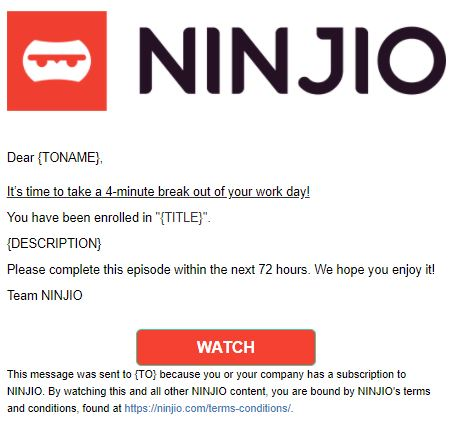 NINJIO
Dear {TONAME},
It's time to take a 4-minute break out of your work day!
You have been enrolled in "{TITLE}".
{DESCRIPTION}
Please complete this episode within the next 72 hours. We hope you enjoy it!
Team NINJIO
WATCH
This message was sent to {TO} because you or your company has a subscription to
NINJIO. By watching this and all other NINJIO content, you are bound by NINJIO's terms
and conditions, found at https://ninjio.com/terms-conditions/.